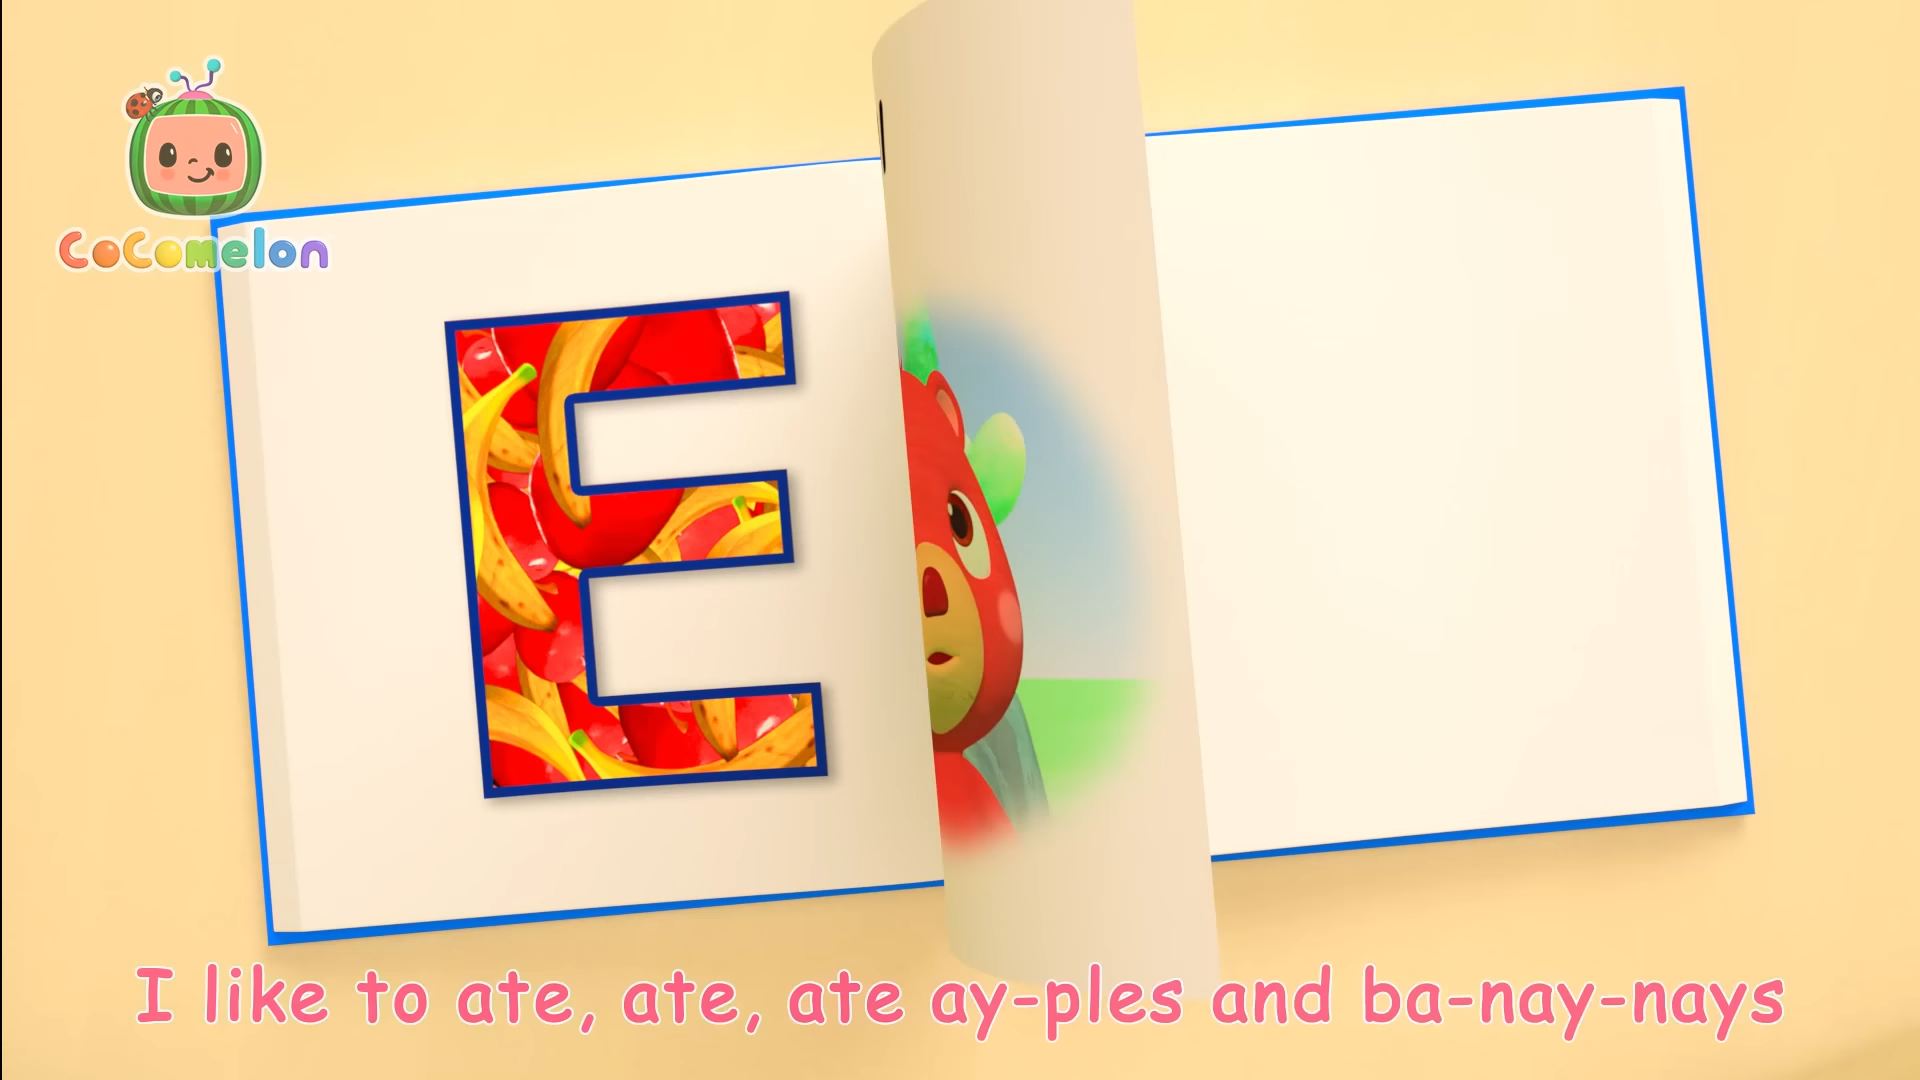 CoComelon
E
I like to ate, ate, ate ay-ples and ba-nay-nays